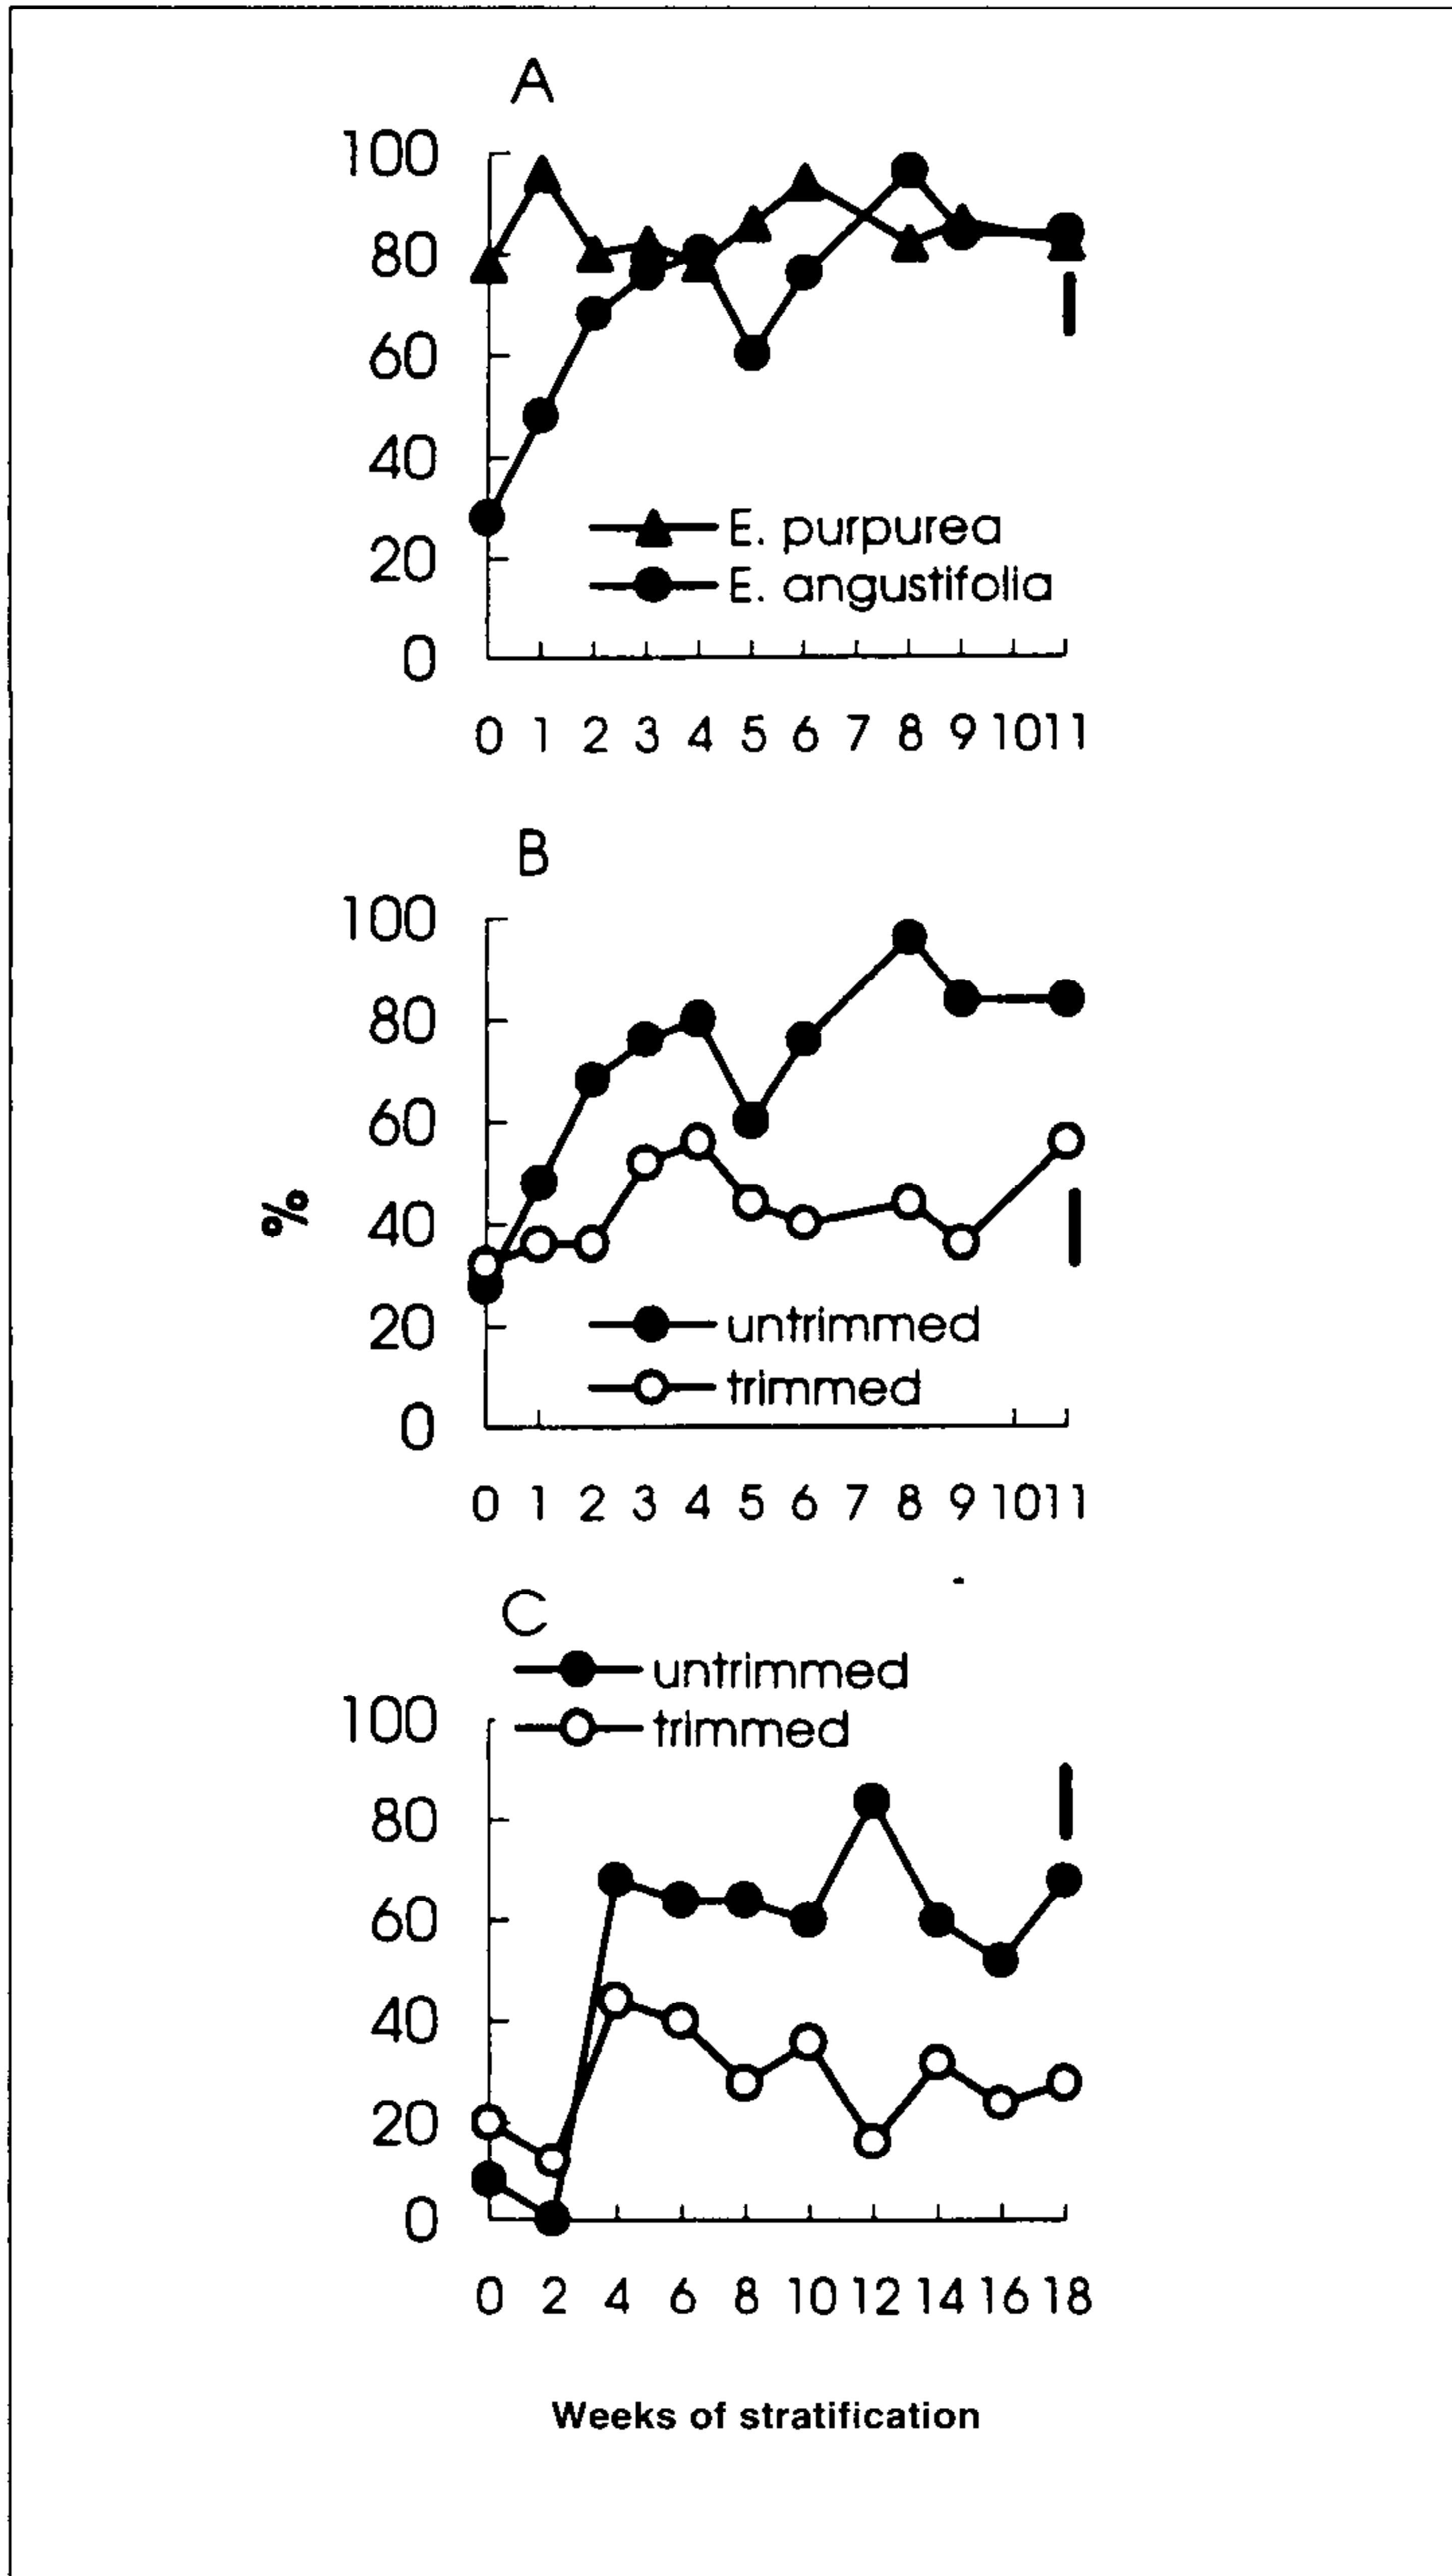 A
100
80
60
40
20
0
E. purpurea
E. angustifolia
0 1 2 3 4 5 6 7 8 9 10 11
B
100
80
60
40
20
0
%
untrimmed
trimmed
0 1 2 3 4 5 6 7 8 9 10 11
C
untrimmed
trimmed
100
80
60
40
20
0
0 2 4 6 8 10 12 14 16 18
Weeks of stratification